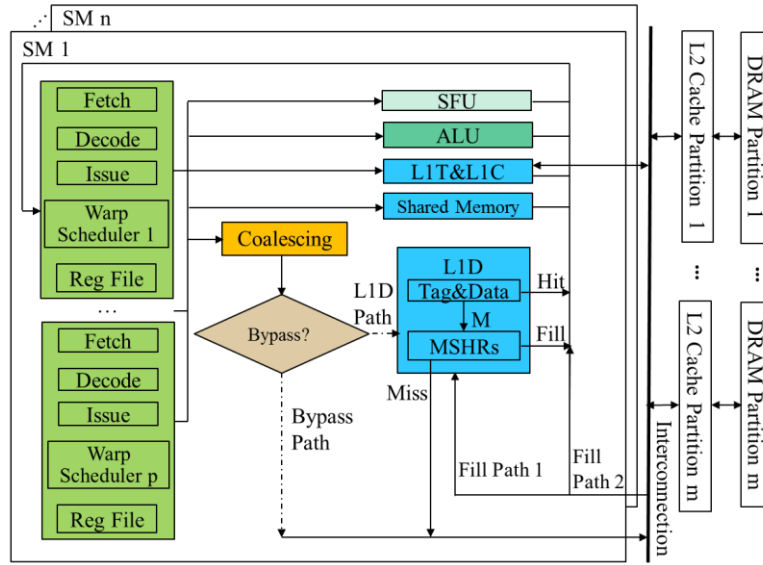 SM n
SM 1
Fetch
Decode
Issue
Warp
Scheduler 1
Reg File
...
Fetch
Decode
Issue
Warp
Scheduler p
Reg File
SFU
ALU
L1T&L1C
Shared Memory
Coalescing
Bypass?
L1D
Path
Bypass
Path
L1D
Tag&Data
M
MSHRs
Hit
Fill
Miss
Fill Path 1
Fill
Path 2
Interconnection
L2 Cache Partition 1
...
L2 Cache Partition m
DRAM Partition 1
...
DRAM Partition m